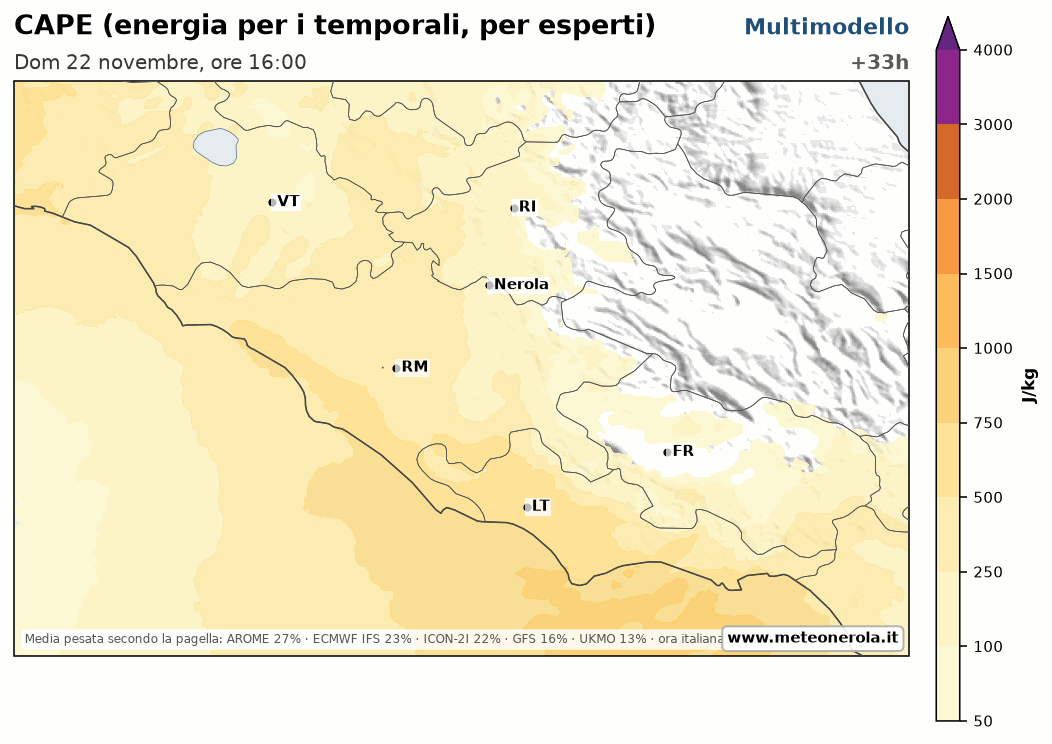 CAPE (energia per i temporali, per esperti)
Multimodello
Dom 22 novembre, ore 16:00
+33h
4000
3000
2000
1500
1000
750
500
250
100
50
J/kg
VT
RI
Nerola
RM
FR
LT
Media pesata secondo la pagella: AROME 27% · ECMWF IFS 23% · ICON-2I 22% · GFS 16% · UKMO 13% · ora italiana
www.meteonerola.it